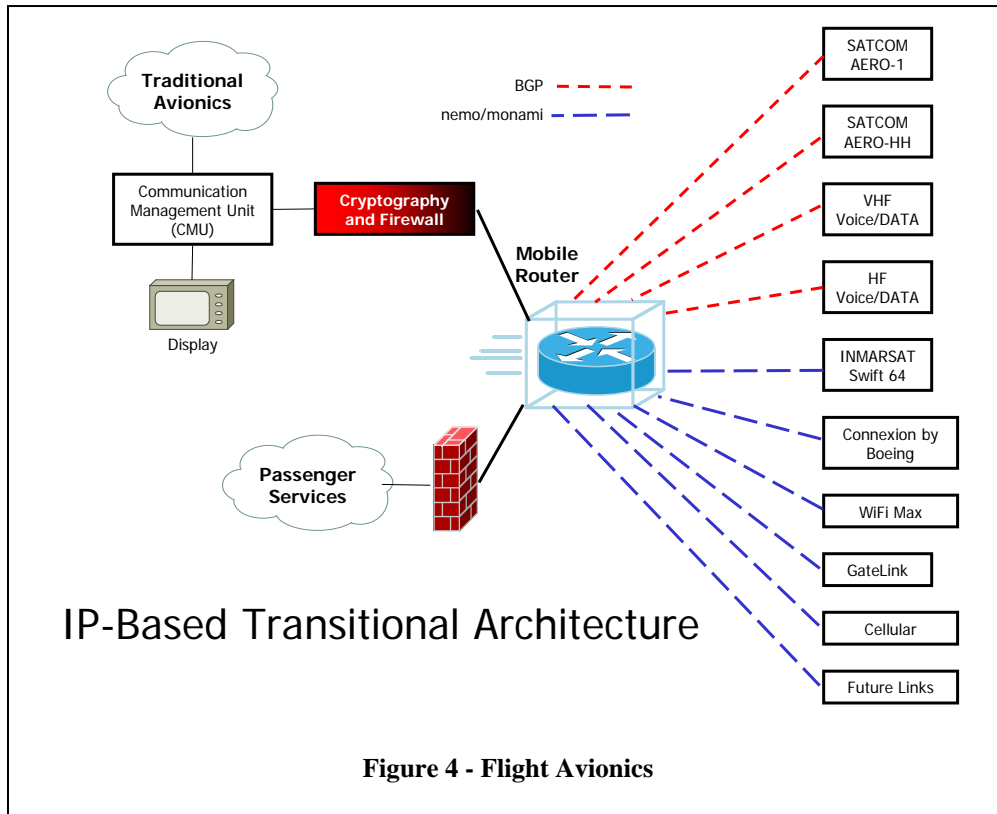 Traditional
Avionics
Communication
Management Unit
(CMU)
Display
Cryptography
and Firewall
BGP
nemo/monami
Mobile
Router
Passenger
Services
SATCOM
AERO-1
SATCOM
AERO-HH
VHF
Voice/DATA
HF
Voice/DATA
INMARSAT
Swift 64
Connexion by
Boeing
WiFi Max
GateLink
Cellular
Future Links
IP-Based Transitional Architecture
Figure 4 - Flight Avionics